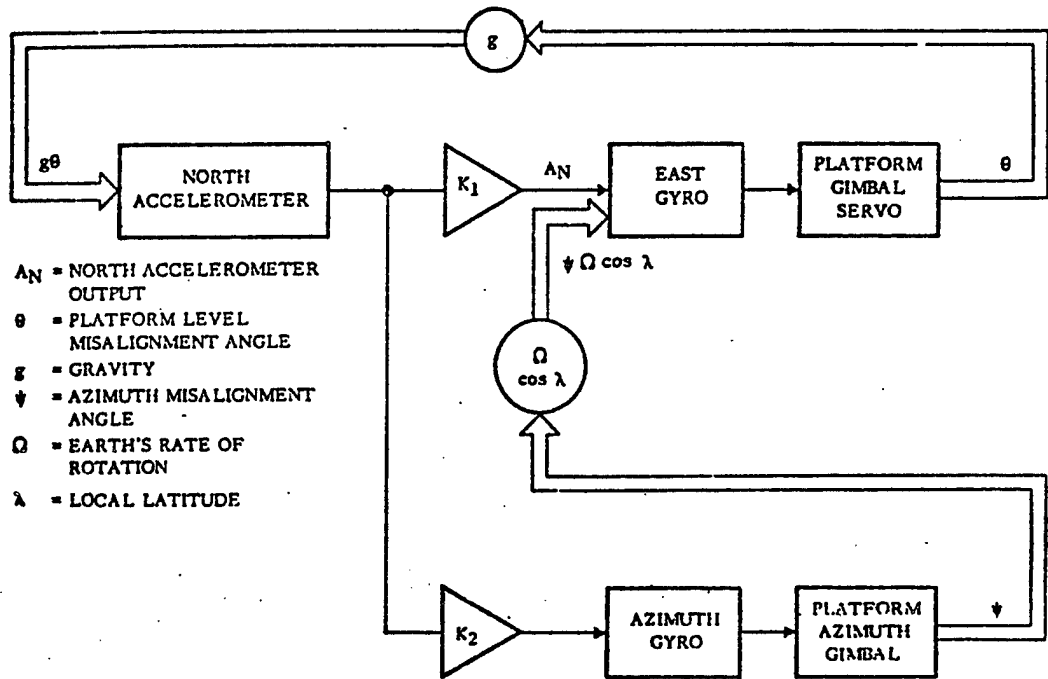 g
gθ
NORTH
ACCELEROMETER
K1
AN
EAST
GYRO
PLATFORM
GIMBAL
SERVO
θ
ψ Ω cos λ
Ω
cos λ
AN = NORTH ACCELEROMETER
OUTPUT
θ = PLATFORM LEVEL
MISALIGNMENT ANGLE
g = GRAVITY
ψ = AZIMUTH MISALIGNMENT
ANGLE
Ω = EARTH'S RATE OF
ROTATION
λ = LOCAL LATITUDE
K2
AZIMUTH
GYRO
PLATFORM
AZIMUTH
GIMBAL
ψ